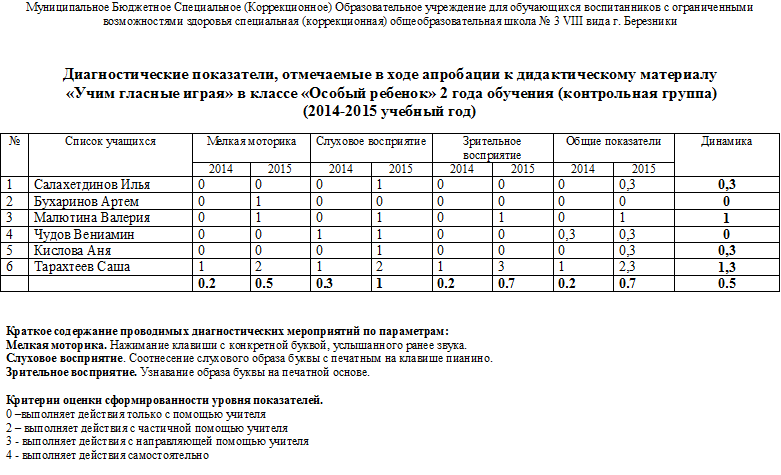 Муниципальное Бюджетное Специальное (Коррекционное) Образовательное учреждение для обучающихся воспитанников с ограниченными
возможностями здоровья специальная (коррекционная) общеобразовательная школа № 3 VIII вида г. Березники
Диагностические показатели, отмечаемые в ходе апробации к дидактическому материалу
«Учим гласные играя» в классе «Особый ребенок» 2 года обучения (контрольная группа)
(2014-2015 учебный год)
№ Список учащихся Мелкая моторика Слуховое восприятие Зрительное восприятие Общие показатели Динамика
2014 2015 2014 2015 2014 2015 2014 2015
1 Салахетдинов Илья 0 0 0 1 0 0 0 0,3 0,3
2 Бухаринов Артем 0 1 0 0 0 0 0 0 0
3 Малютина Валерия 0 1 0 1 0 1 0 1 1
4 Чудов Вениамин 0 0 1 1 0 0 0,3 0,3 0
5 Кислова Аня 0 0 0 1 0 0 0 0,3 0,3
6 Тарахтеев Саша 1 2 1 2 1 3 1 2,3 1,3
0.2 0.5 0.3 1 0.2 0.7 0.2 0.7 0.5
Краткое содержание проводимых диагностических мероприятий по параметрам:
Мелкая моторика. Нажимание клавиши с конкретной буквой, услышанного ранее звука.
Слуховое восприятие. Соотнесение слухового образа буквы с печатным на клавише пианино.
Зрительное восприятие. Узнавание образа буквы на печатной основе.
Критерии оценки сформированности уровня показателей.
0 –выполняет действия только с помощью учителя
2 – выполняет действия с частичной помощью учителя
3 - выполняет действия с направляющей помощью учителя
4 - выполняет действия самостоятельно